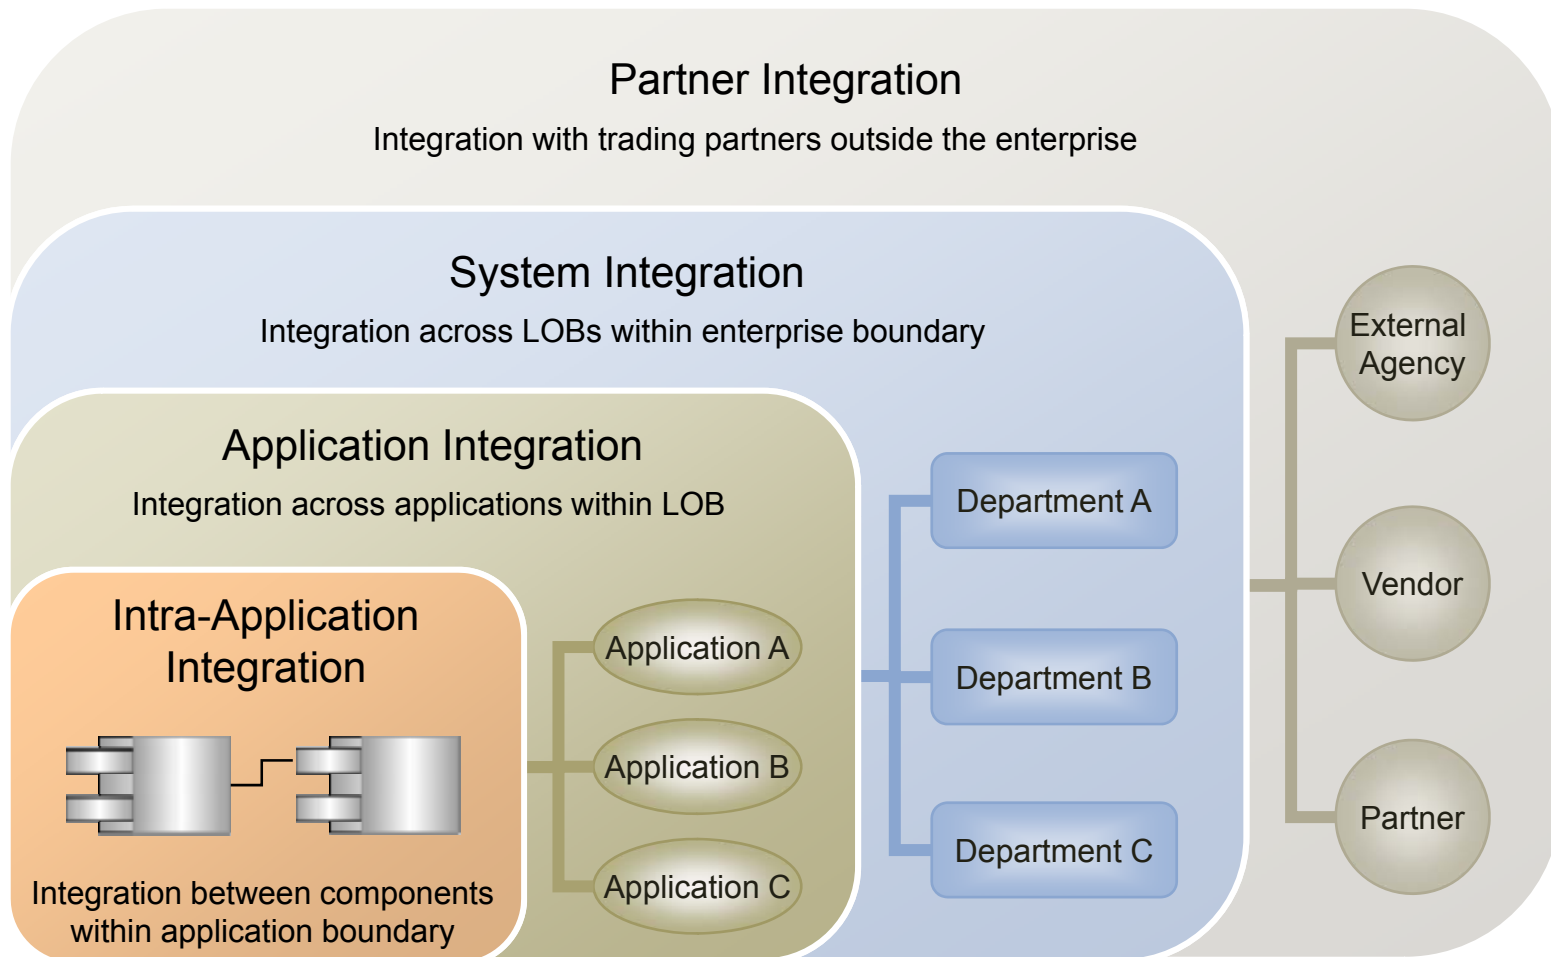 Partner Integration
Integration with trading partners outside the enterprise
System Integration
Integration across LOBs within enterprise boundary
Application Integration
Integration across applications within LOB
Intra-Application
Integration
Integration between components
within application boundary
Application A
Application B
Application C
Department A
Department B
Department C
External
Agency
Vendor
Partner